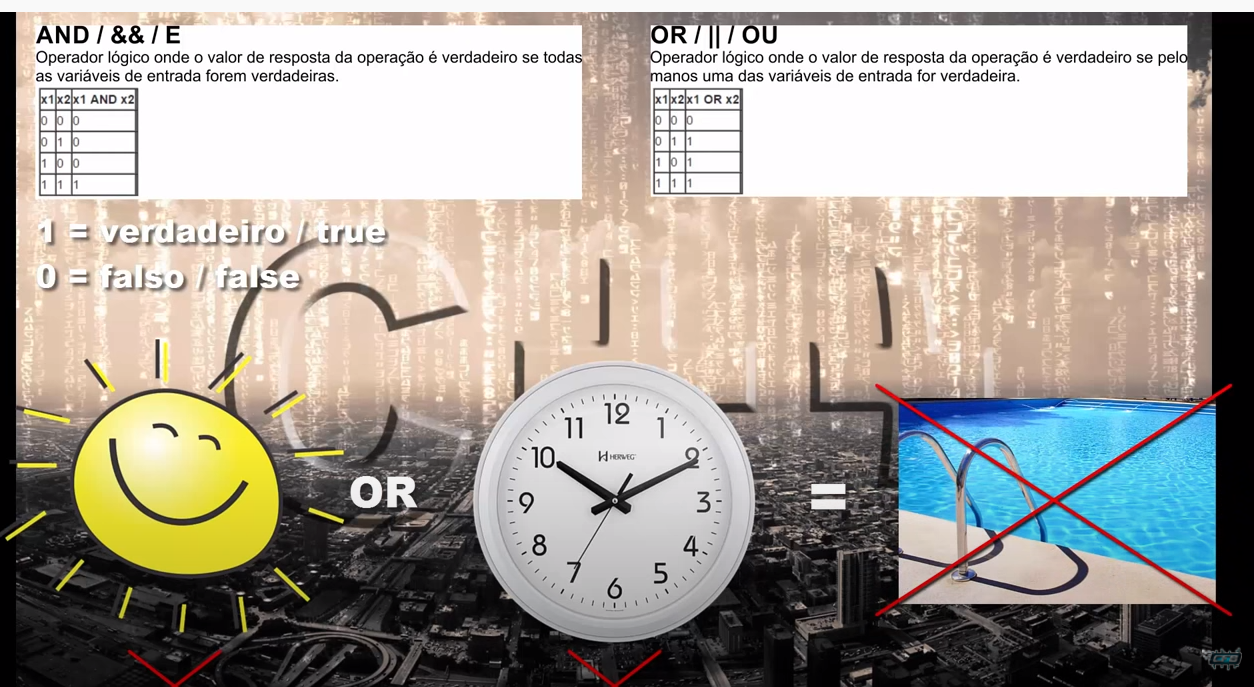 AND / && / E
Operador lógico onde o valor de resposta da operação é verdadeiro se todas
as variáveis de entrada forem verdadeiras.
x1 x2 x1 AND x2
0 0 0
0 1 0
1 0 0
1 1 1
OR / || / OU
Operador lógico onde o valor de resposta da operação é verdadeiro se pelo
manos uma das variáveis de entrada for verdadeira.
x1 x2 x1 OR x2
0 0 0
0 1 1
1 0 1
1 1 1
1 = verdadeiro / true
0 = falso / false
OR
12
11 1
10 HERWEG 2
9 3
8 4
7 5
6
=